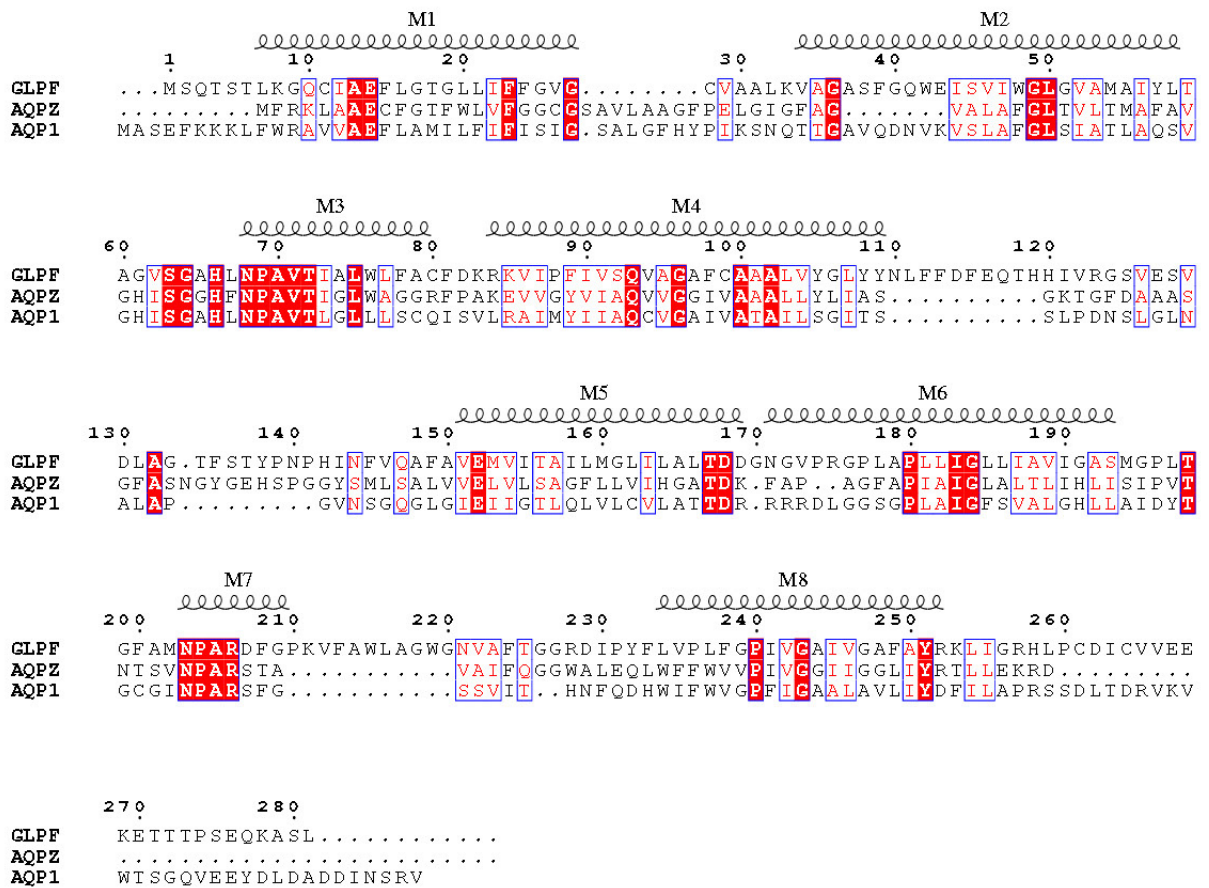 M1 M2
1 10 20 30 40 50
GLPF ...MSQTSTLKGQCIAEFLGTGLLIFFGVG........CVAALKVAGASFGQWEISVIWGLGVAMAIYLT
AQPZ .........MFRKLAAECFGTFWLVFGGCGSAVLAAGFPELGIGFAG.......VALAFGLTVLTMAFAV
AQP1 MASEFKKKLFWRAVVAEFLAMILFIFISIG.SALGFHYPIKSNQTTGAVQDNVKVSLAFGLSIATLAQSV
M3 M4
60 70 80 90 100 110 120
GLPF AGVSGAHLNPAVTIALWLFACFDKRKVIPFIVSQVAGAFCAAALVYGLYYNLFFDFEQTHHIVRGSVESV
AQPZ GHISGGHFNPAVTIGLWAGGRFPAKEVVGYVIAQVVGGIVAAALLYLIAS..........GKTGFDAAAS
AQP1 GHISGAHLNPAVTLGLLLSCQISVLRAIMYIIAQCVGAIVATAILSGITS..........SLPDNSLGLN
M5 M6
130 140 150 160 170 180 190
GLPF DLAG.TFSTYPNPHINFVQAFAVEMVITAILMGLILALTDDGNGVPRGPLAPLLIGLLIAVIGASMGPLT
AQPZ GFASNGYGEHSPGGYSMLSALVVELVLSAGFLLVIHGATDK.FAP..AGFAPIAIGLALTLIHLISIPVT
AQP1 ALAP.........GVNSGQGLGIEIIGTLQLVLCVLATTDR.RRRDLGGSGPLAIGFSVALGHLLAIDYT
M7 M8
200 210 220 230 240 250 260
GLPF GFAMNPARDFGPKVFAWLAGWGNVAFTGGRDIPYFLVPLFGPIVGAIVGAFAYRKLIGRHLPCDICVVEE
AQPZ NTSVNPARSTA...........VAIFQGGWALEQLWFFWVVPIVGGIIGGLIYRTLLEKRD.........
AQP1 GCGINPARSFG...........SSVIT..HNFQDHWIFWVGPFIGAALAVLIYDFILAPRSSDLTDRVKV
270 280
GLPF KETTTPSEQKASL............
AQPZ .........................
AQP1 WTSGQVEEYDLDADDINSRV